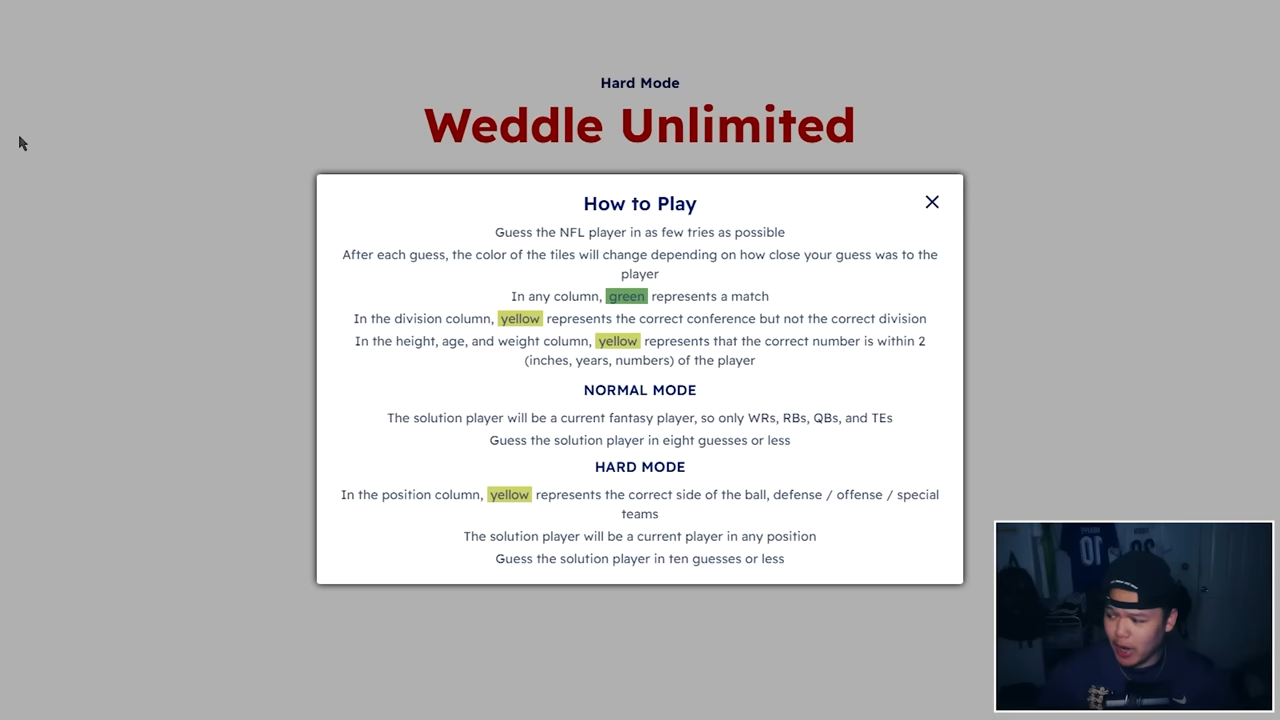 Hard Mode
Weddle Unlimited
How to Play
Guess the NFL player in as few tries as possible
After each guess, the color of the tiles will change depending on how close your guess was to the
player
In any column, green represents a match
In the division column, yellow represents the correct conference but not the correct division
In the height, age, and weight column, yellow represents that the correct number is within 2
(inches, years, numbers) of the player
NORMAL MODE
The solution player will be a current fantasy player, so only WRs, RBs, QBs, and TEs
Guess the solution player in eight guesses or less
HARD MODE
In the position column, yellow represents the correct side of the ball, defense / offense / special
teams
The solution player will be a current player in any position
Guess the solution player in ten guesses or less